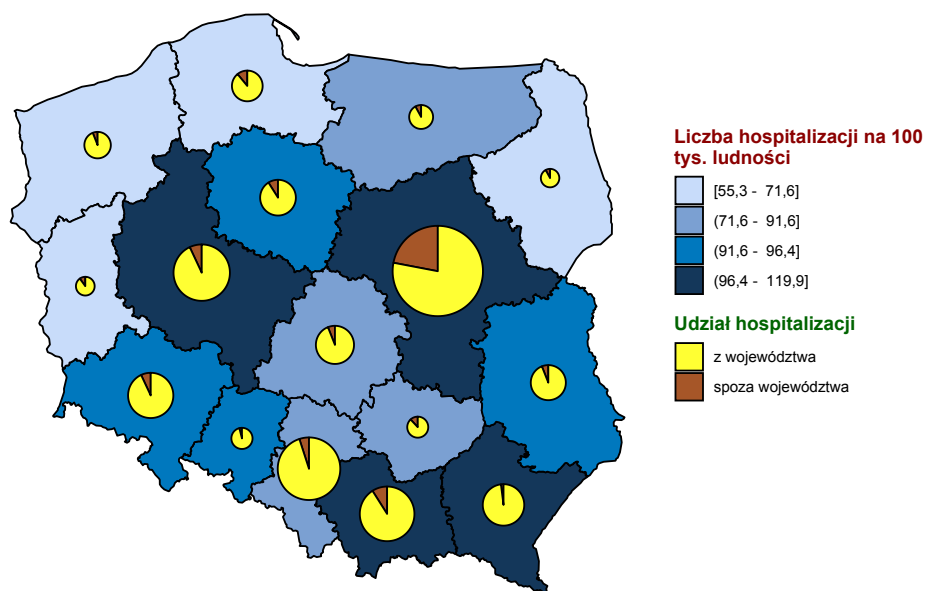 Liczba hospitalizacji na 100
tys. ludności
[55,3 - 71,6]
(71,6 - 91,6]
(91,6 - 96,4]
(96,4 - 119,9]
Udział hospitalizacji
z województwa
spoza województwa